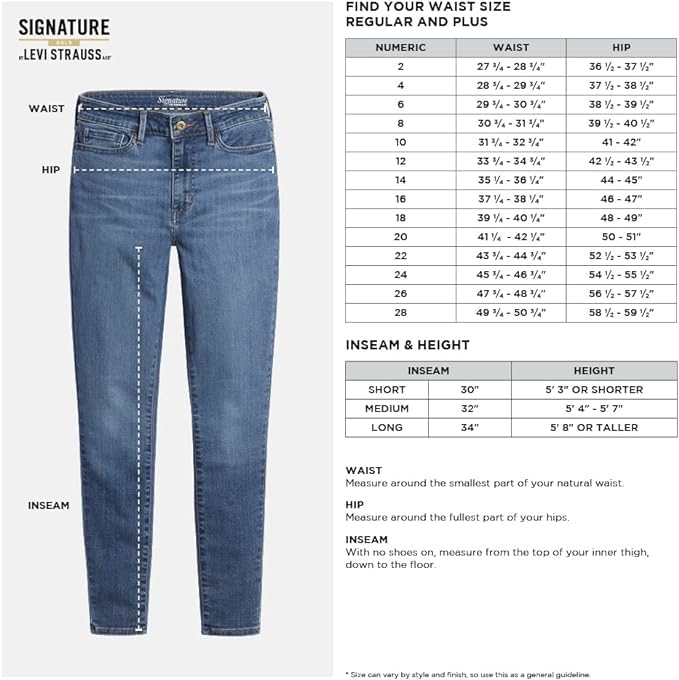 SIGNATURE
GOLD
BY LEVI STRAUSS & CO.™
WAIST
Signature
HIP
INSEAM
FIND YOUR WAIST SIZE
REGULAR AND PLUS
NUMERIC WAIST HIP
2 27 ¾ - 28 ¾" 36 ½ - 37 ½"
4 28 ¾ - 29 ¾" 37 ½ - 38 ½"
6 29 ¾ - 30 ¾" 38 ½ - 39 ½"
8 30 ¾ - 31 ¾" 39 ½ - 40 ½"
10 31 ¾ - 32 ¾" 41 - 42"
12 33 ¾ - 34 ¾" 42 ½ - 43 ½"
14 35 ¼ - 36 ¼" 44 - 45"
16 37 ¼ - 38 ¼" 46 - 47"
18 39 ¼ - 40 ¼" 48 - 49"
20 41 ¼ - 42 ¼" 50 - 51"
22 43 ¾ - 44 ¾" 52 ½ - 53 ½"
24 45 ¾ - 46 ¾" 54 ½ - 55 ½"
26 47 ¾ - 48 ¾" 56 ½ - 57 ½"
28 49 ¾ - 50 ¾" 58 ½ - 59 ½"
INSEAM & HEIGHT
INSEAM HEIGHT
SHORT 30" 5' 3" OR SHORTER
MEDIUM 32" 5' 4" - 5' 7"
LONG 34" 5' 8" OR TALLER
WAIST
Measure around the smallest part of your natural waist.
HIP
Measure around the fullest part of your hips.
INSEAM
With no shoes on, measure from the top of your inner thigh,
down to the floor.
* Size can vary by style and finish, so use this as a general guideline.